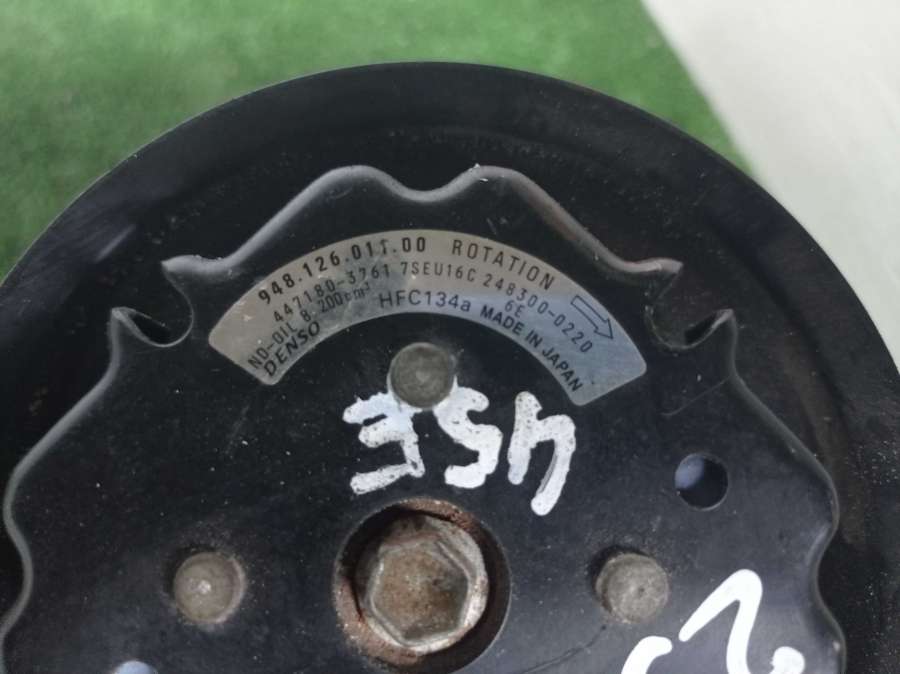 948.126.011.00 ROTATION
447180-3761 7SEU16C 248300-0220
ND-OIL 8:200cm³ HFC134a 6E
DENSO MADE IN JAPAN